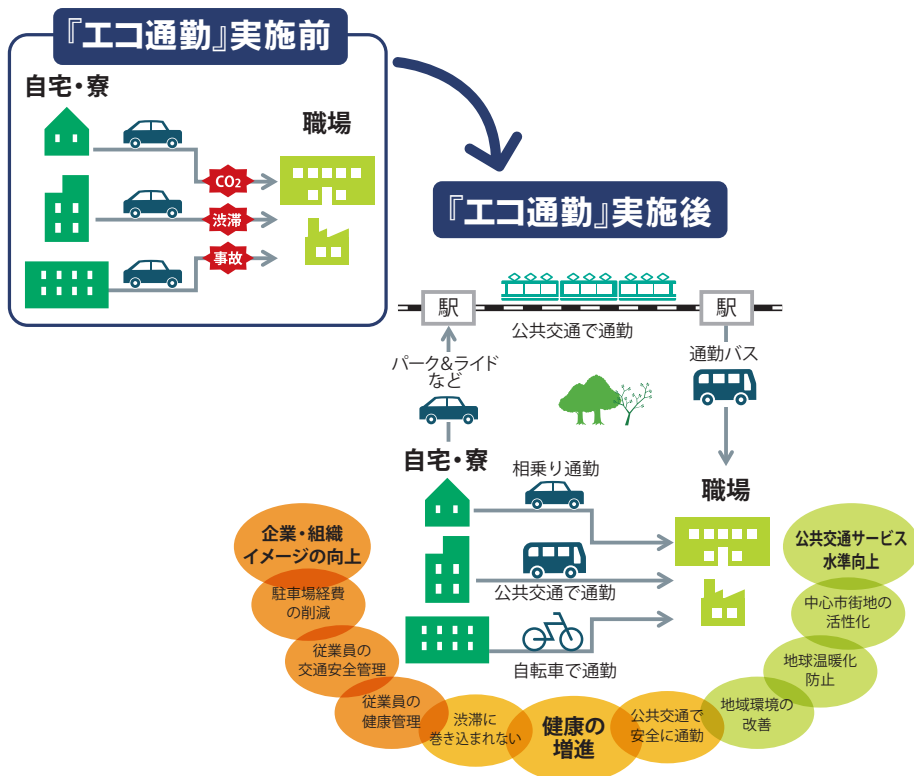 『エコ通勤』実施前
自宅・寮
職場
CO2
渋滞
事故
『エコ通勤』実施後
駅
駅
公共交通で通勤
パーク&ライド
など
通勤バス
自宅・寮
相乗り通勤
職場
公共交通で通勤
自転車で通勤
企業・組織
イメージの向上
駐車場経費
の削減
従業員の
交通安全管理
従業員の
健康管理
渋滞に
巻き込まれない
健康の
増進
公共交通で
安全に通勤
地域環境の
改善
地球温暖化
防止
中心市街地の
活性化
公共交通サービス
水準向上